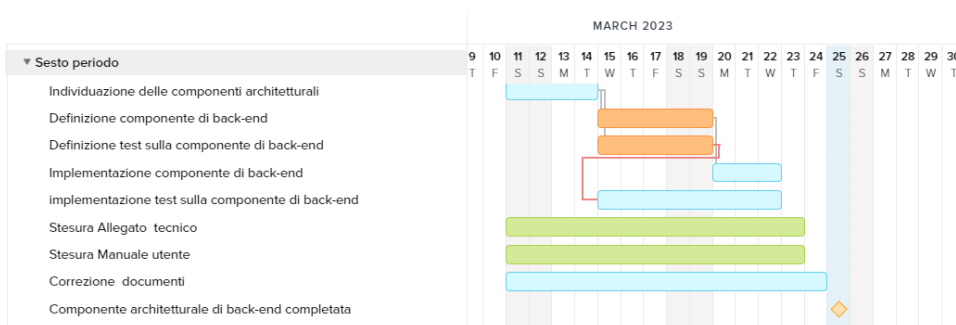 MARCH 2023
9 10 11 12 13 14 15 16 17 18 19 20 21 22 23 24 25 26 27 28 29 30
T F S S M T W T F S S M T W T F S S M T W T
Sesto periodo
Individuazione delle componenti architetturali
Definizione componente di back-end
Definizione test sulla componente di back-end
Implementazione componente di back-end
implementazione test sulla componente di back-end
Stesura Allegato tecnico
Stesura Manuale utente
Correzione documenti
Componente architetturale di back-end completata